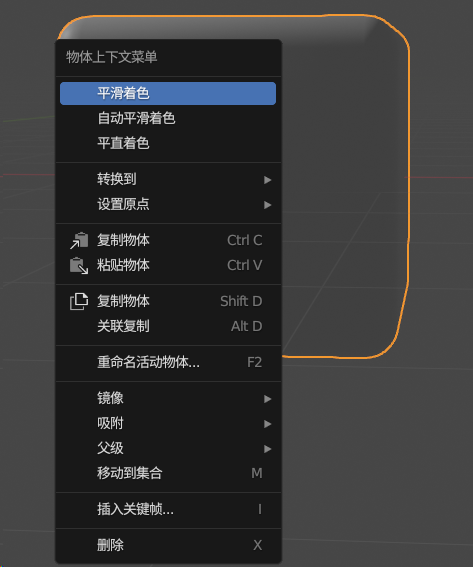 物体上下文菜单
平滑着色
自动平滑着色
平直着色
转换到
设置原点
复制物体 Ctrl C
粘贴物体 Ctrl V
复制物体 Shift D
关联复制 Alt D
重命名活动物体... F2
镜像
吸附
父级
移动到集合 M
插入关键帧... I
删除 X